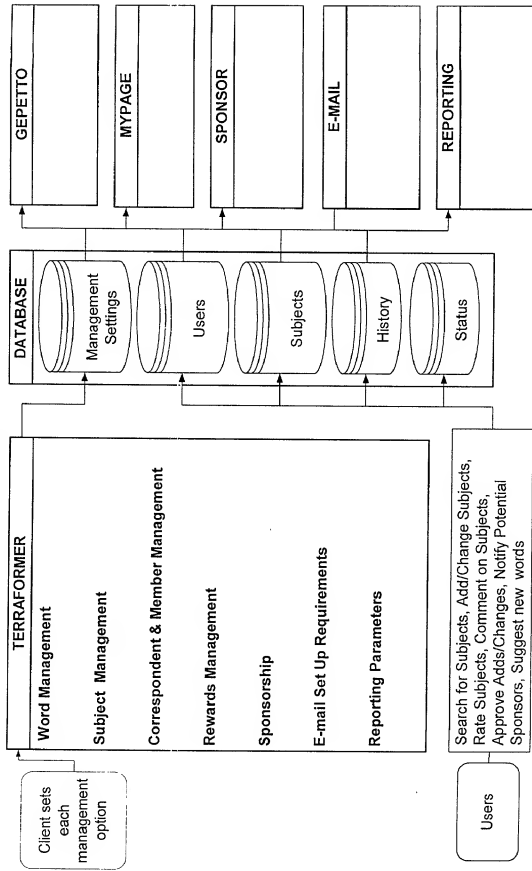 Client sets
each
management
option
TERRAFORMER
Word Management
Subject Management
Correspondent & Member Management
Rewards Management
Sponsorship
E-mail Set Up Requirements
Reporting Parameters
Users
Search for Subjects, Add/Change Subjects,
Rate Subjects, Comment on Subjects,
Approve Adds/Changes, Notify Potential
Sponsors, Suggest new words
DATABASE
Management
Settings
Users
Subjects
History
Status
GEPETTO
MYPAGE
SPONSOR
E-MAIL
REPORTING